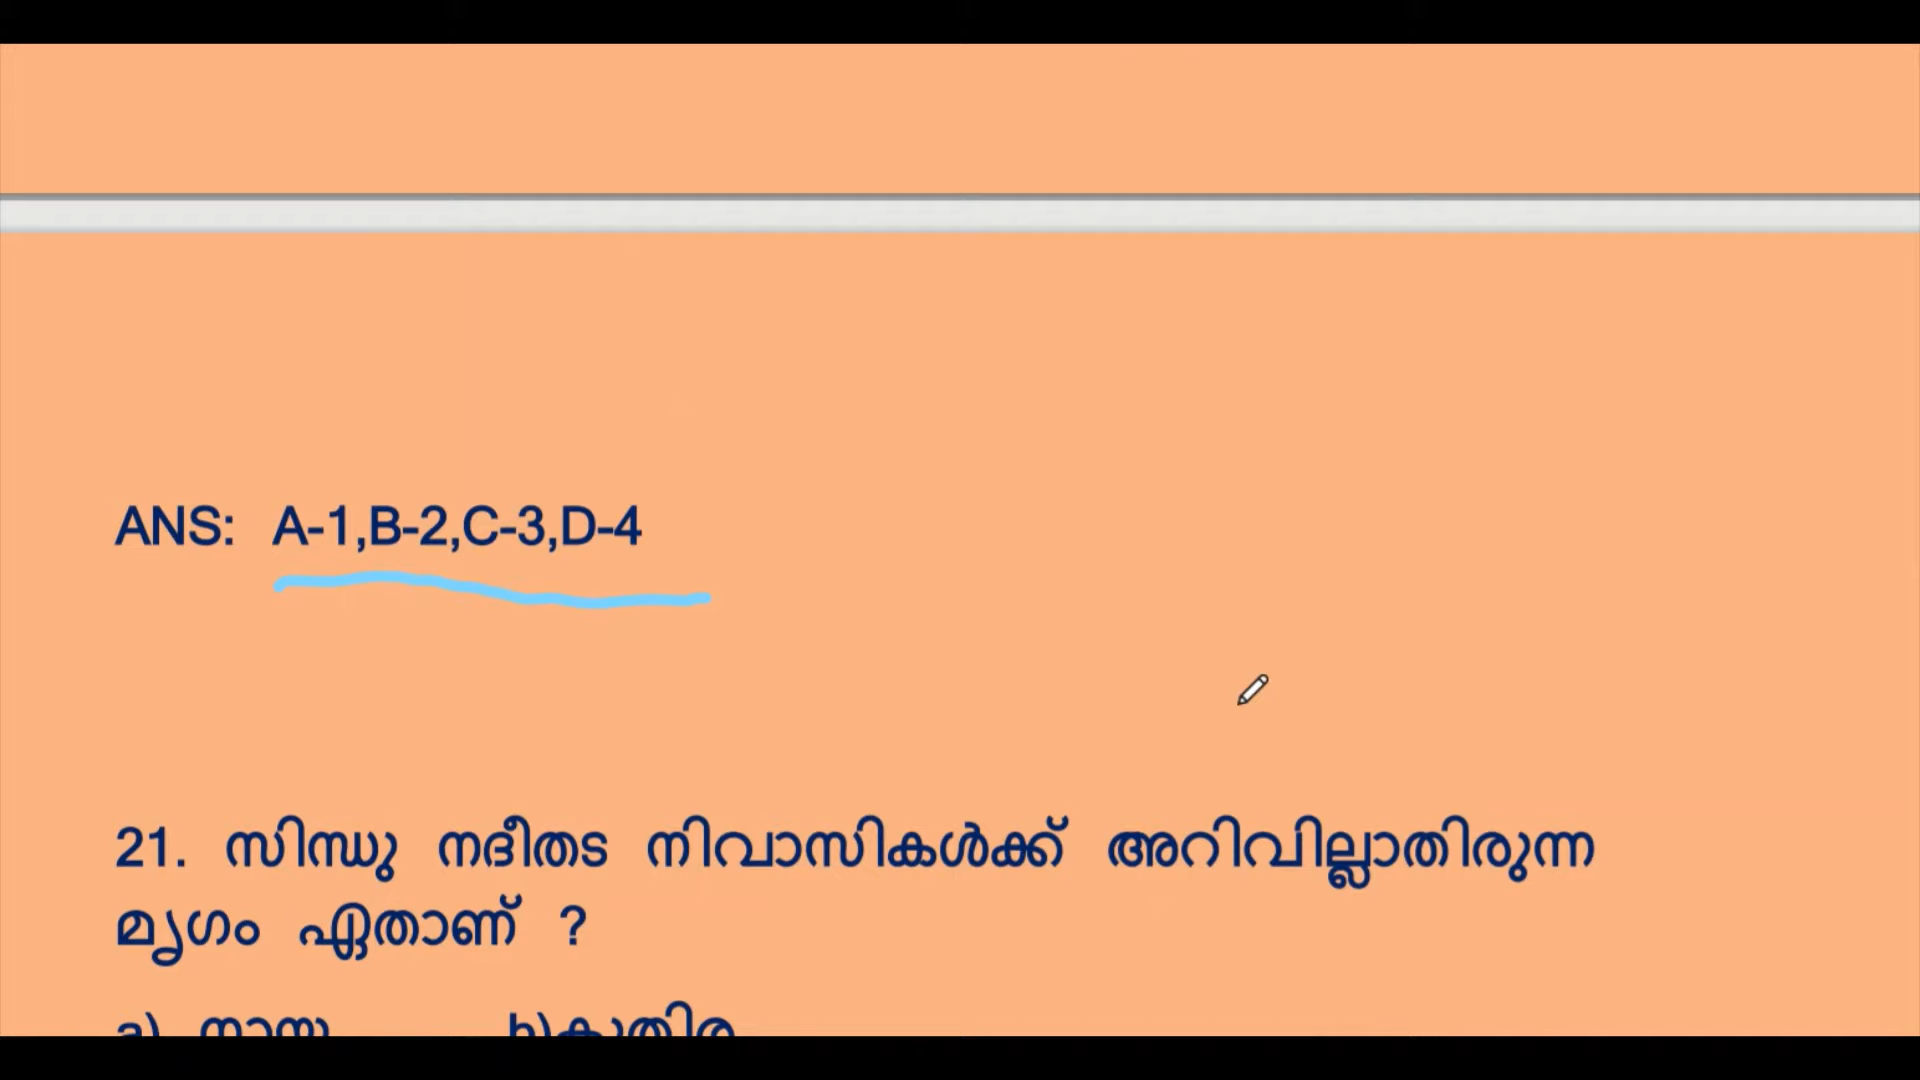 ANS: A-1,B-2,C-3,D-4
21. സിന്ധു നദീതട നിവാസികൾക്ക് അറിവില്ലാതിരുന്ന
മൃഗം ഏതാണ് ?
a) നായ b)കുതിര